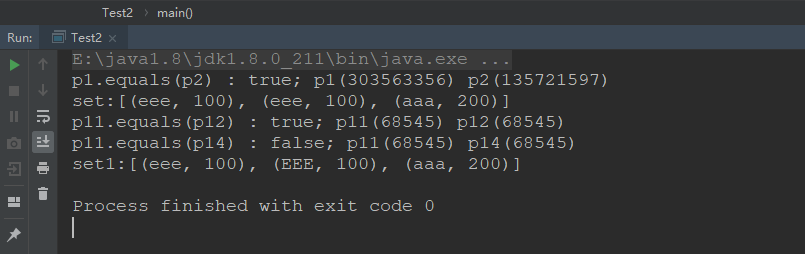 Test2 › main()
Run: Test2 ×
E:\java1.8\jdk1.8.0_211\bin\java.exe ...
p1.equals(p2) : true; p1(303563356) p2(135721597)
set:[(eee, 100), (eee, 100), (aaa, 200)]
p11.equals(p12) : true; p11(68545) p12(68545)
p11.equals(p14) : false; p11(68545) p14(68545)
set1:[(eee, 100), (EEE, 100), (aaa, 200)]
Process finished with exit code 0